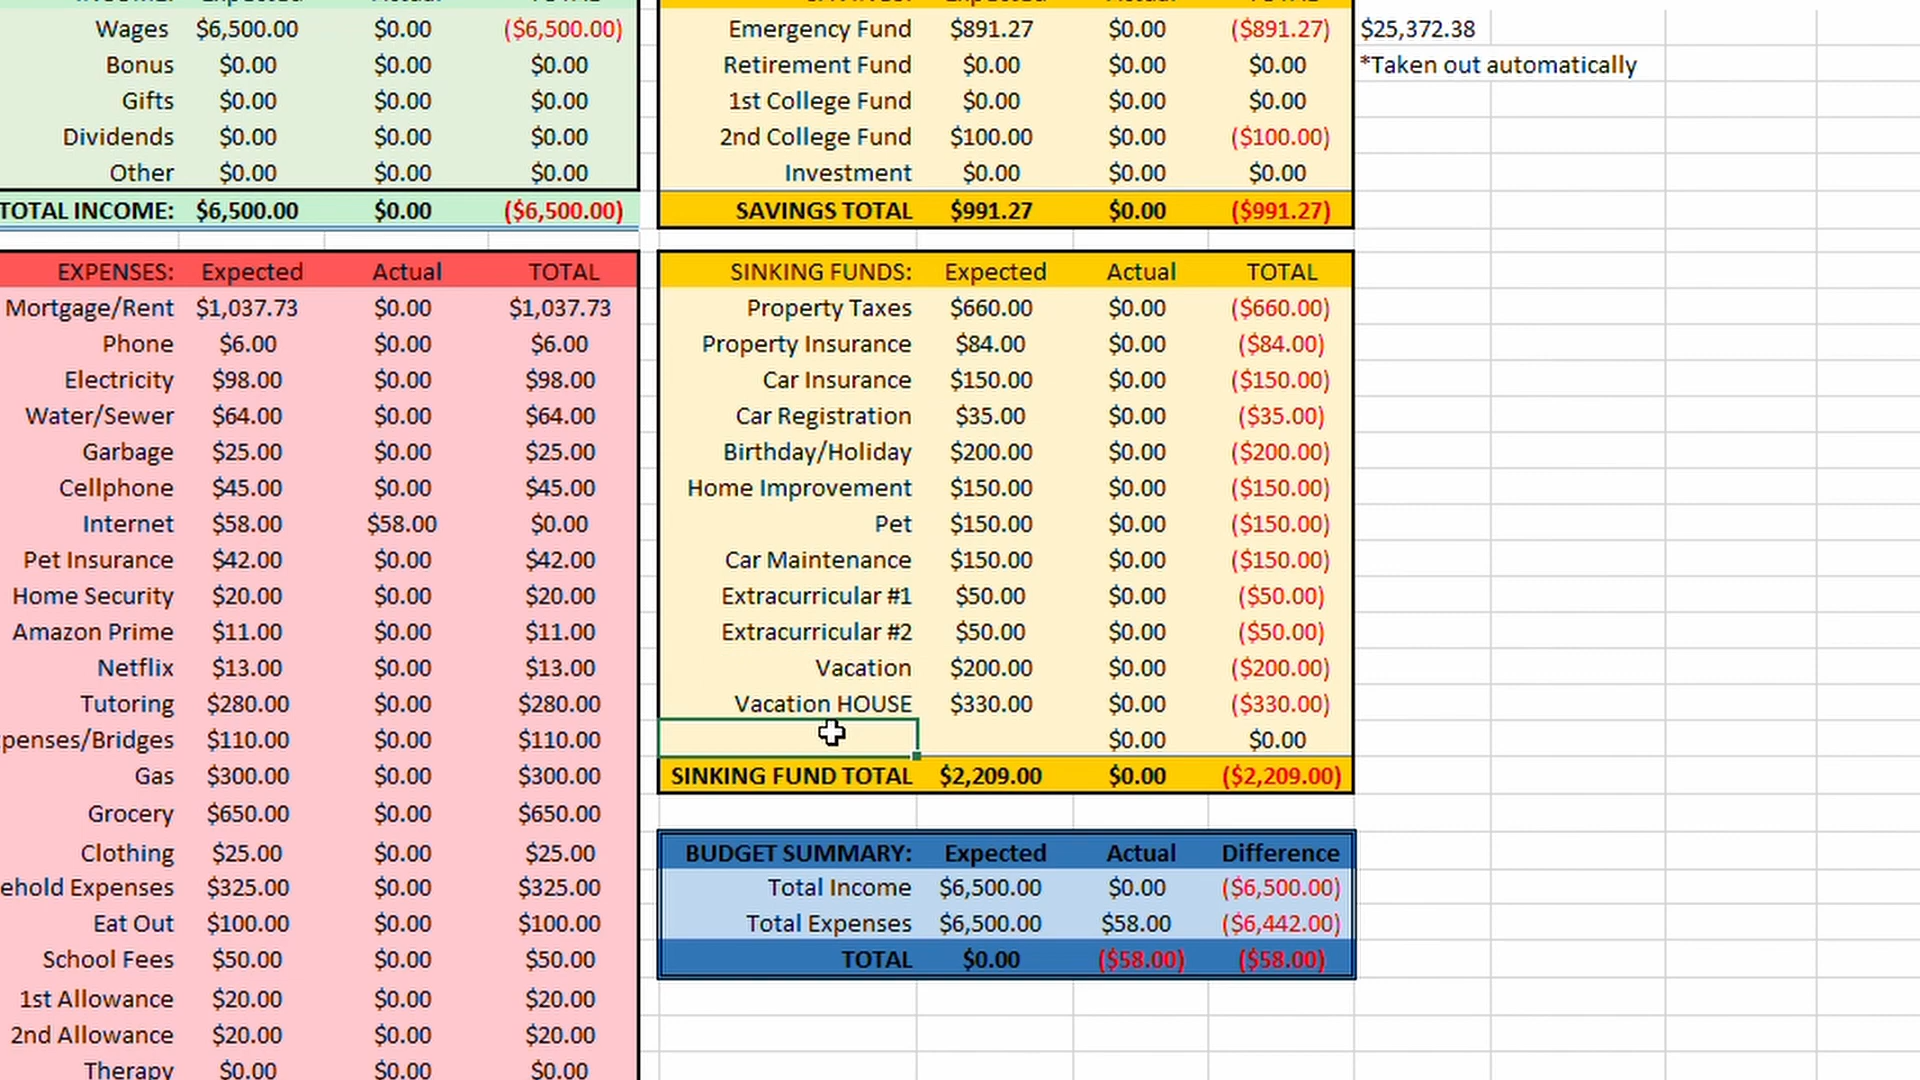 Wages $6,500.00 $0.00 ($6,500.00)
Bonus $0.00 $0.00 $0.00
Gifts $0.00 $0.00 $0.00
Dividends $0.00 $0.00 $0.00
Other $0.00 $0.00 $0.00
TOTAL INCOME: $6,500.00 $0.00 ($6,500.00)
EXPENSES: Expected Actual TOTAL
Mortgage/Rent $1,037.73 $0.00 $1,037.73
Phone $6.00 $0.00 $6.00
Electricity $98.00 $0.00 $98.00
Water/Sewer $64.00 $0.00 $64.00
Garbage $25.00 $0.00 $25.00
Cellphone $45.00 $0.00 $45.00
Internet $58.00 $58.00 $0.00
Pet Insurance $42.00 $0.00 $42.00
Home Security $20.00 $0.00 $20.00
Amazon Prime $11.00 $0.00 $11.00
Netflix $13.00 $0.00 $13.00
Tutoring $280.00 $0.00 $280.00
penses/Bridges $110.00 $0.00 $110.00
Gas $300.00 $0.00 $300.00
Grocery $650.00 $0.00 $650.00
Clothing $25.00 $0.00 $25.00
ehold Expenses $325.00 $0.00 $325.00
Eat Out $100.00 $0.00 $100.00
School Fees $50.00 $0.00 $50.00
1st Allowance $20.00 $0.00 $20.00
2nd Allowance $20.00 $0.00 $20.00
Therapy $0.00 $0.00 $0.00
Emergency Fund $891.27 $0.00 ($891.27) $25,372.38
Retirement Fund $0.00 $0.00 $0.00 *Taken out automatically
1st College Fund $0.00 $0.00 $0.00
2nd College Fund $100.00 $0.00 ($100.00)
Investment $0.00 $0.00 $0.00
SAVINGS TOTAL $991.27 $0.00 ($991.27)
SINKING FUNDS: Expected Actual TOTAL
Property Taxes $660.00 $0.00 ($660.00)
Property Insurance $84.00 $0.00 ($84.00)
Car Insurance $150.00 $0.00 ($150.00)
Car Registration $35.00 $0.00 ($35.00)
Birthday/Holiday $200.00 $0.00 ($200.00)
Home Improvement $150.00 $0.00 ($150.00)
Pet $150.00 $0.00 ($150.00)
Car Maintenance $150.00 $0.00 ($150.00)
Extracurricular #1 $50.00 $0.00 ($50.00)
Extracurricular #2 $50.00 $0.00 ($50.00)
Vacation $200.00 $0.00 ($200.00)
Vacation HOUSE $330.00 $0.00 ($330.00)
$0.00 $0.00
SINKING FUND TOTAL $2,209.00 $0.00 ($2,209.00)
BUDGET SUMMARY: Expected Actual Difference
Total Income $6,500.00 $0.00 ($6,500.00)
Total Expenses $6,500.00 $58.00 ($6,442.00)
TOTAL $0.00 ($58.00) ($58.00)